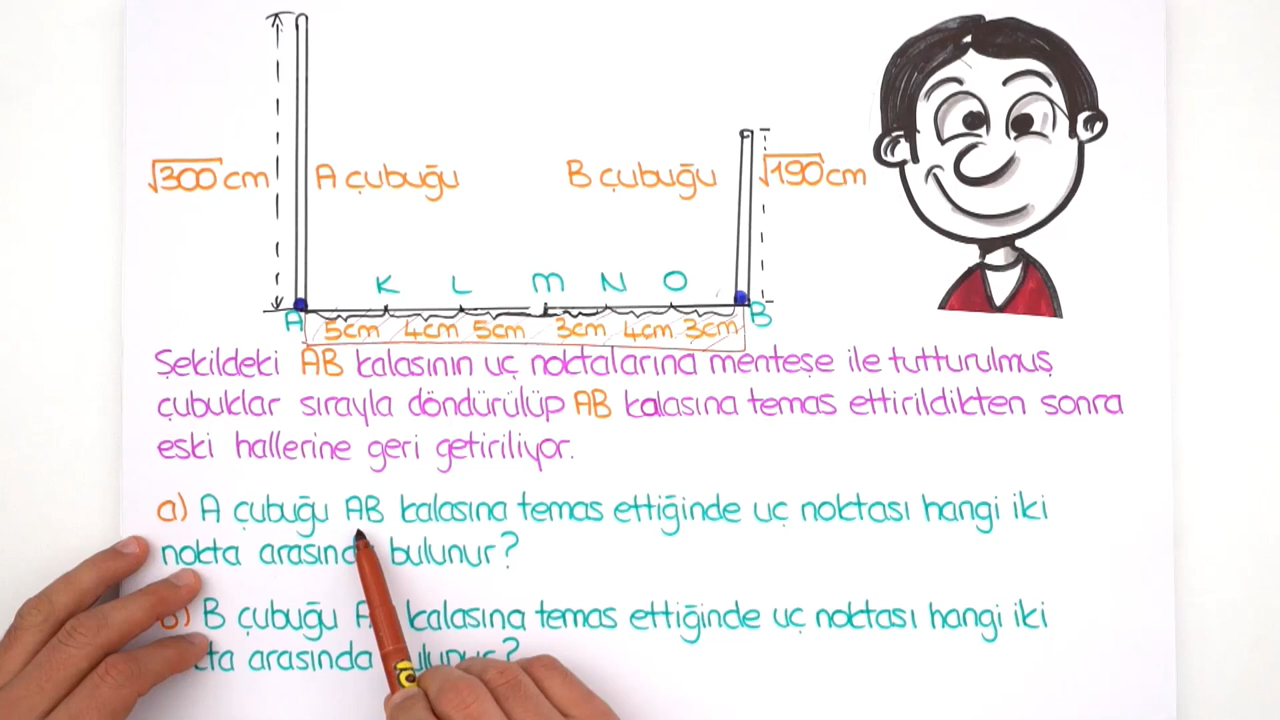 √300 cm
A çubuğu
B çubuğu
√190 cm
K L M N O
A
B
5cm 4cm 5cm 3cm 4cm 3cm
Şekildeki AB kalasının uç noktalarına menteşe ile tutturulmuş
çubuklar sırayla döndürülüp AB kalasına temas ettirildikten sonra
eski hallerine geri getiriliyor.
a) A çubuğu AB kalasına temas ettiğinde uç noktası hangi iki
nokta arasında bulunur?
B çubuğu kalasına temas ettiğinde uç noktası hangi iki
arasında